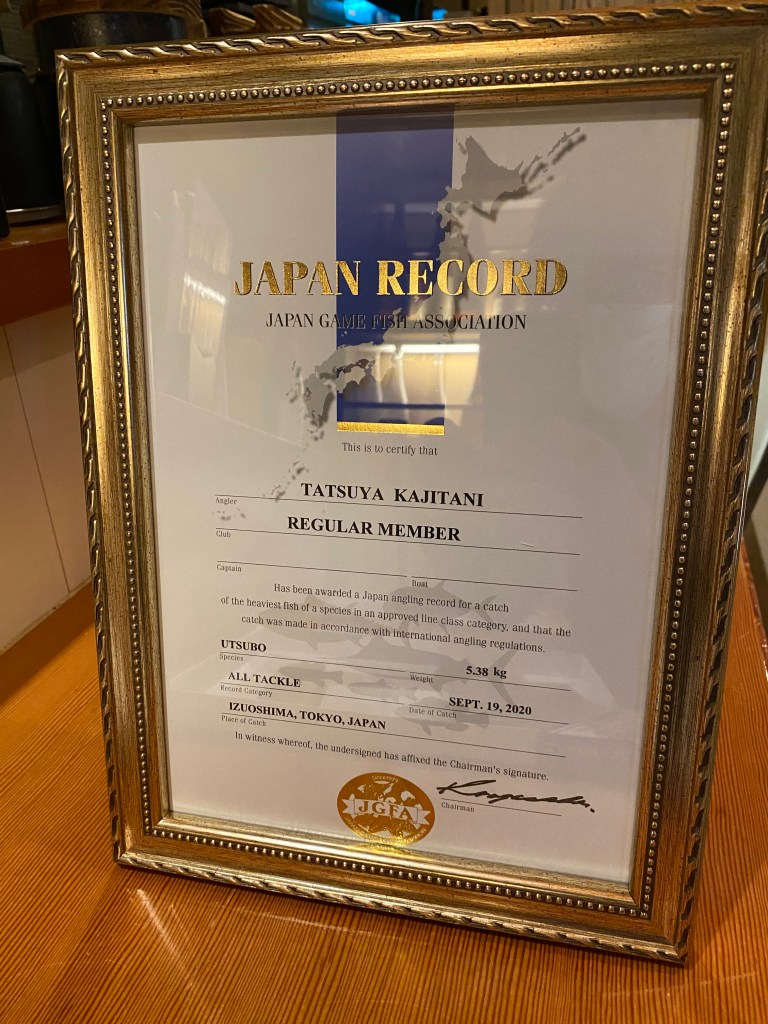 JAPAN RECORD
JAPAN GAME FISH ASSOCIATION
This is to certify that
TATSUYA KAJITANI
Angler
REGULAR MEMBER
Club
Captain
Boat
Has been awarded a Japan angling record for a catch
of the heaviest fish of a species in an approved line class category, and that the
catch was made in accordance with international angling regulations.
UTSUBO
Species
5.38 kg
Weight
ALL TACKLE
Record Category
SEPT. 19, 2020
Date of Catch
IZUOSHIMA, TOKYO, JAPAN
Place of Catch
In witness whereof, the undersigned has affixed the Chairman's signature.
Since 1979
JGFA
Chairman